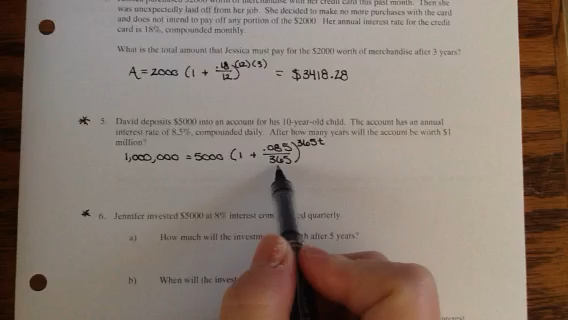 was unexpectedly laid off from her job. She decided to make no more purchases with the card
and does not intend to pay off any portion of the $2000 Her annual interest rate for the credit
card is 18%, compounded monthly.
What is the total amount that Jessica must pay for the $2000 worth of merchandise after 3 years?
A = 2000 (1 + .18/12)^(12)(3) = $3418.28
* 5. David deposits $5000 into an account for his 10-year-old child. The account has an annual
interest rate of 8.5%, compounded daily. After how many years will the account be worth $1
million?
1,000,000 = 5000 (1 + .085/365)^365t
* 6. Jennifer invested $5000 at 8% interest com ed quarterly.
a) How much will the investm h after 5 years?
b) When will the invest